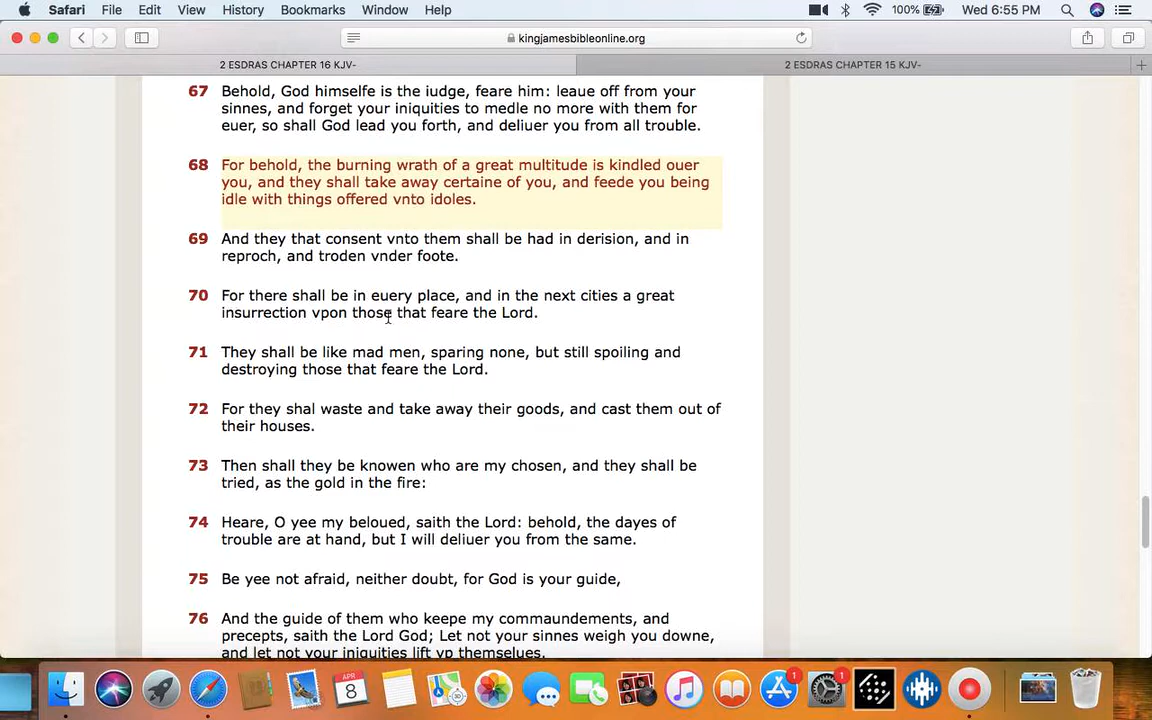 Safari File Edit View History Bookmarks Window Help 100% Wed 6:55 PM
kingjamesbibleonline.org
2 ESDRAS CHAPTER 16 KJV- 2 ESDRAS CHAPTER 15 KJV-
67 Behold, God himselfe is the iudge, feare him: leaue off from your
sinnes, and forget your iniquities to medle no more with them for
euer, so shall God lead you forth, and deliuer you from all trouble.
68 For behold, the burning wrath of a great multitude is kindled ouer
you, and they shall take away certaine of you, and feede you being
idle with things offered vnto idoles.
69 And they that consent vnto them shall be had in derision, and in
reproch, and troden vnder foote.
70 For there shall be in euery place, and in the next cities a great
insurrection vpon those that feare the Lord.
71 They shall be like mad men, sparing none, but still spoiling and
destroying those that feare the Lord.
72 For they shal waste and take away their goods, and cast them out of
their houses.
73 Then shall they be knowen who are my chosen, and they shall be
tried, as the gold in the fire:
74 Heare, O yee my beloued, saith the Lord: behold, the dayes of
trouble are at hand, but I will deliuer you from the same.
75 Be yee not afraid, neither doubt, for God is your guide,
76 And the guide of them who keepe my commaundements, and
precepts, saith the Lord God; Let not your sinnes weigh you downe,
and let not your iniquities lift vp themselues.
APR
8
1
1